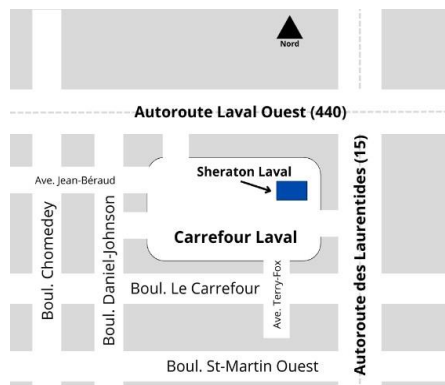 Nord
Autoroute Laval Ouest (440)
Sheraton Laval
Ave. Jean-Béraud
Carrefour Laval
Boul. Chomedey
Boul. Daniel-Johnson
Autoroute des Laurentides (15)
Boul. Le Carrefour
Ave. Terry-Fox
Boul. St-Martin Ouest